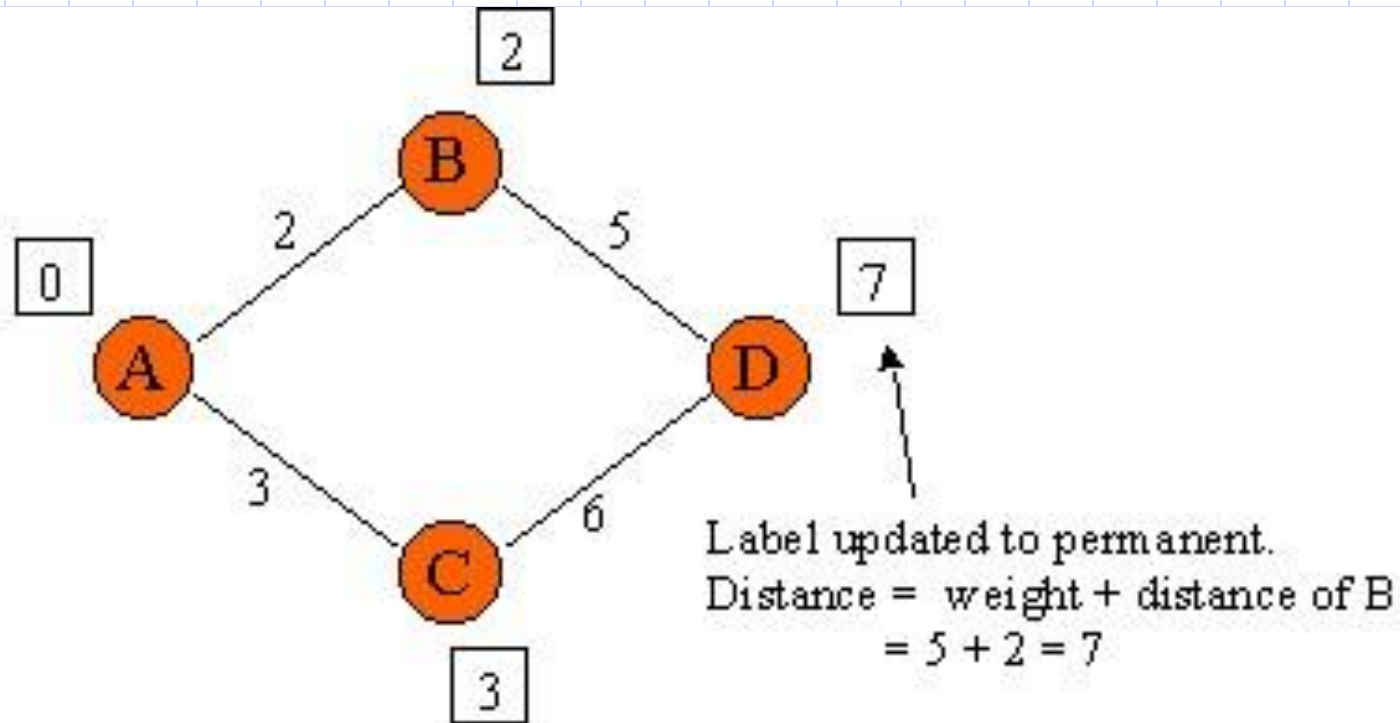 2
B
2
5
0
7
A
D
3
6
C
3
Label updated to permanent.
Distance = weight + distance of B
= 5 + 2 = 7